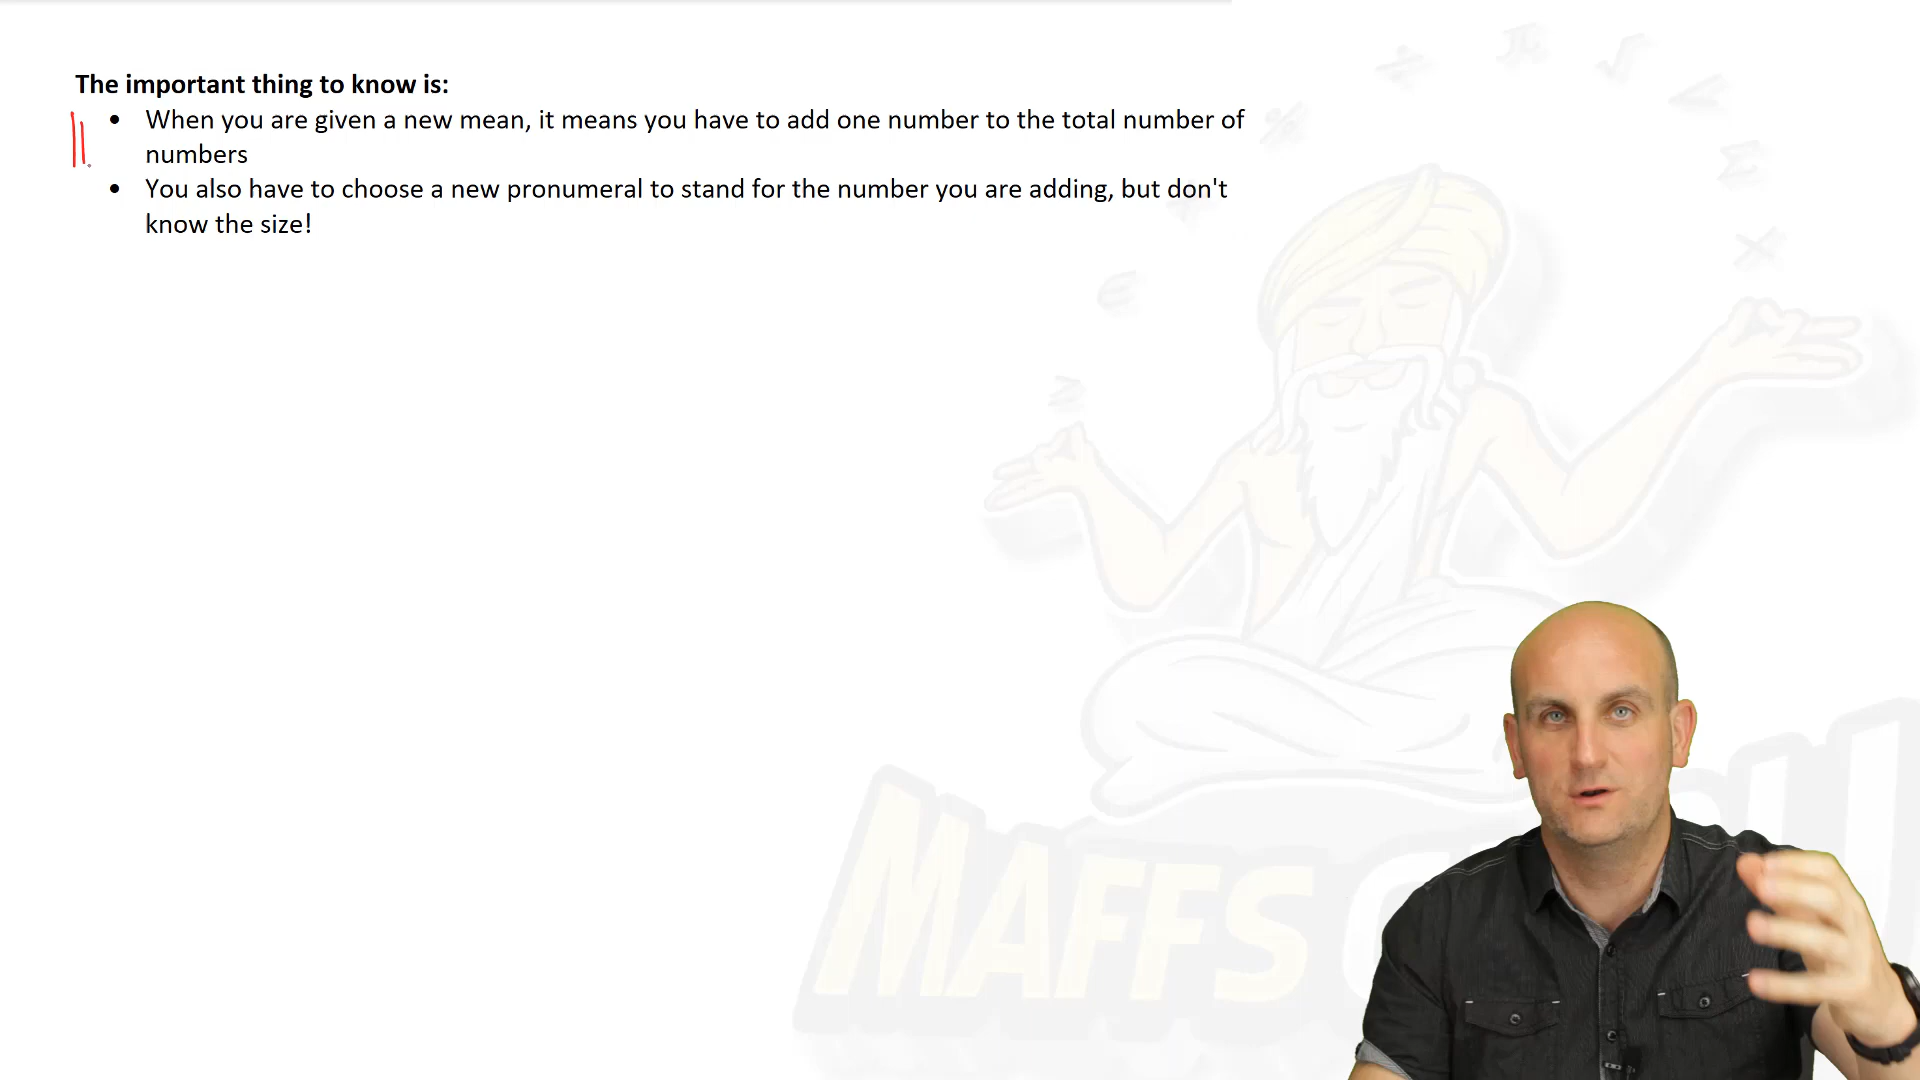 The important thing to know is:
• When you are given a new mean, it means you have to add one number to the total number of
numbers
• You also have to choose a new pronumeral to stand for the number you are adding, but don't
know the size!
MAFFS